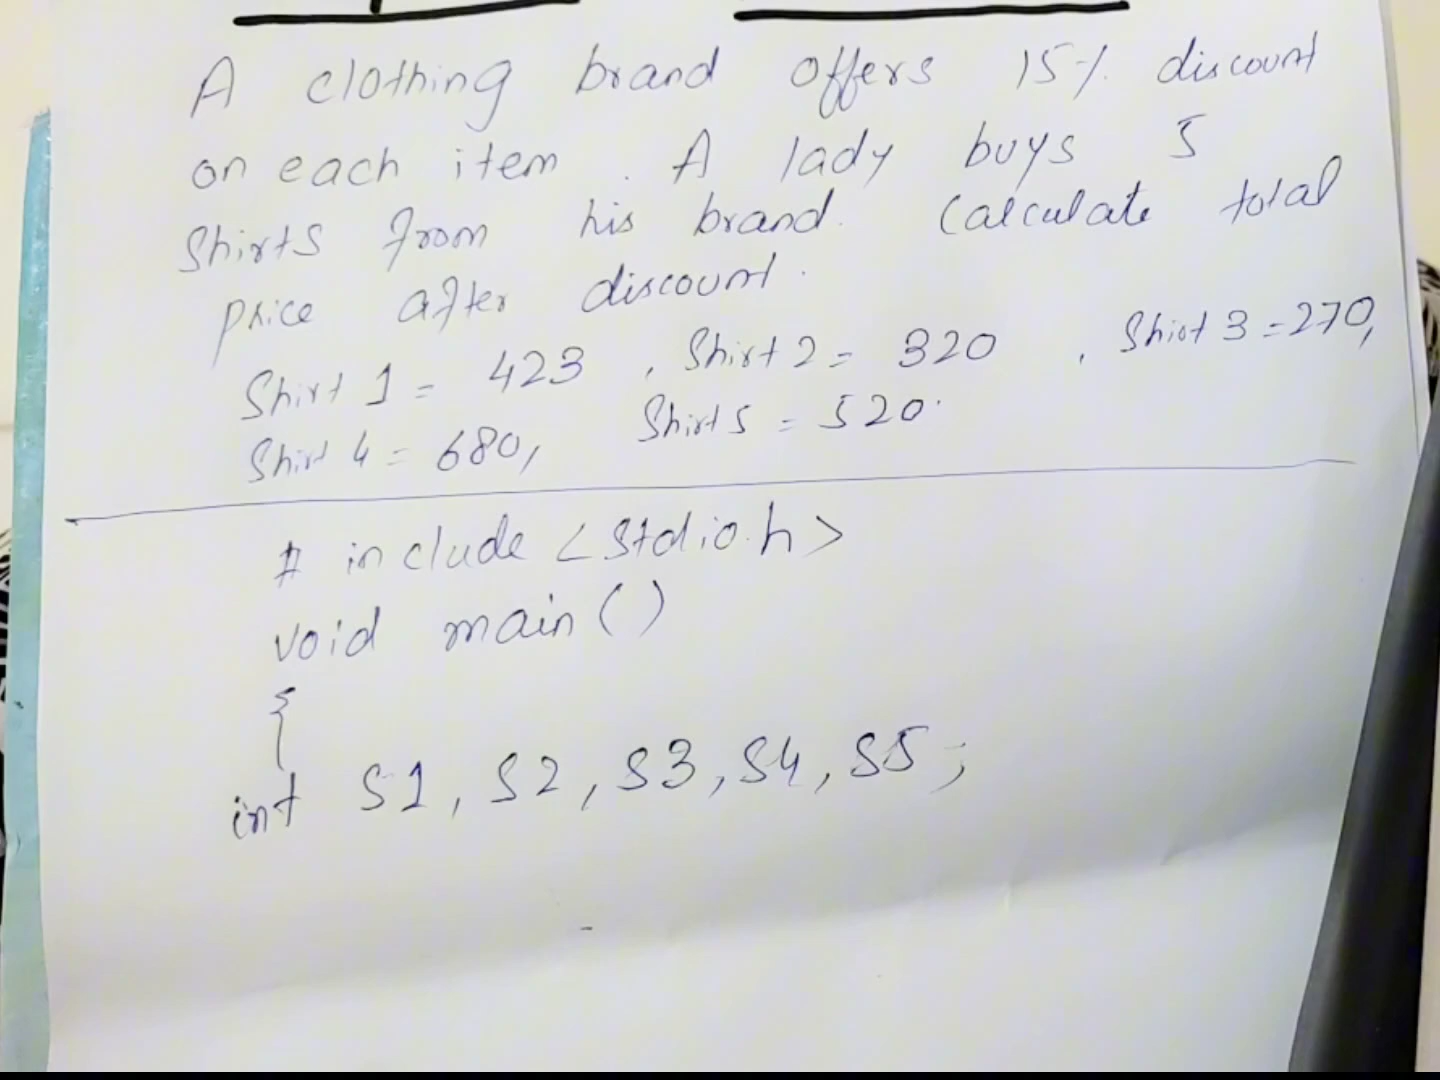 A clothing brand offers 15% discount
on each item. A lady buys 5
Shirts from his brand. Calculate total
price after discount.
Shirt 1 = 423, Shirt 2 = 320, Shirt 3 = 270,
Shirt 4 = 680, Shirt 5 = 520.
# include <stdio.h>
void main()
{
int S1, S2, S3, S4, S5;